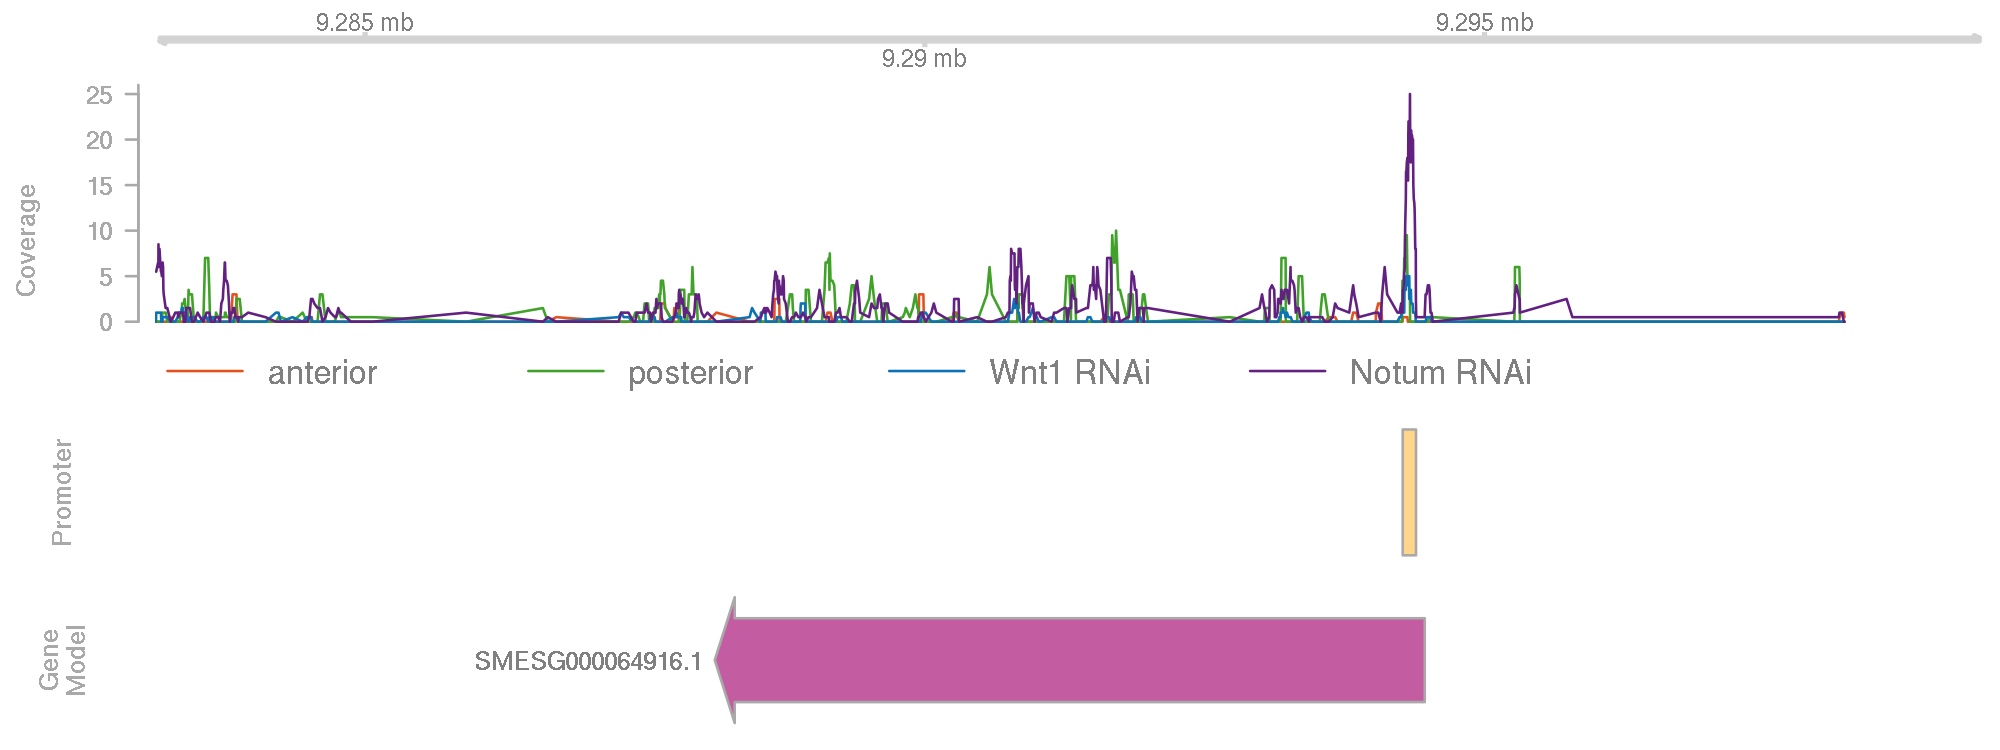 9.285 mb
9.295 mb
9.29 mb
Coverage
25
20
15
10
5
0
anterior
posterior
Wnt1 RNAi
Notum RNAi
Promoter
Gene
Model
SMESG000064916.1